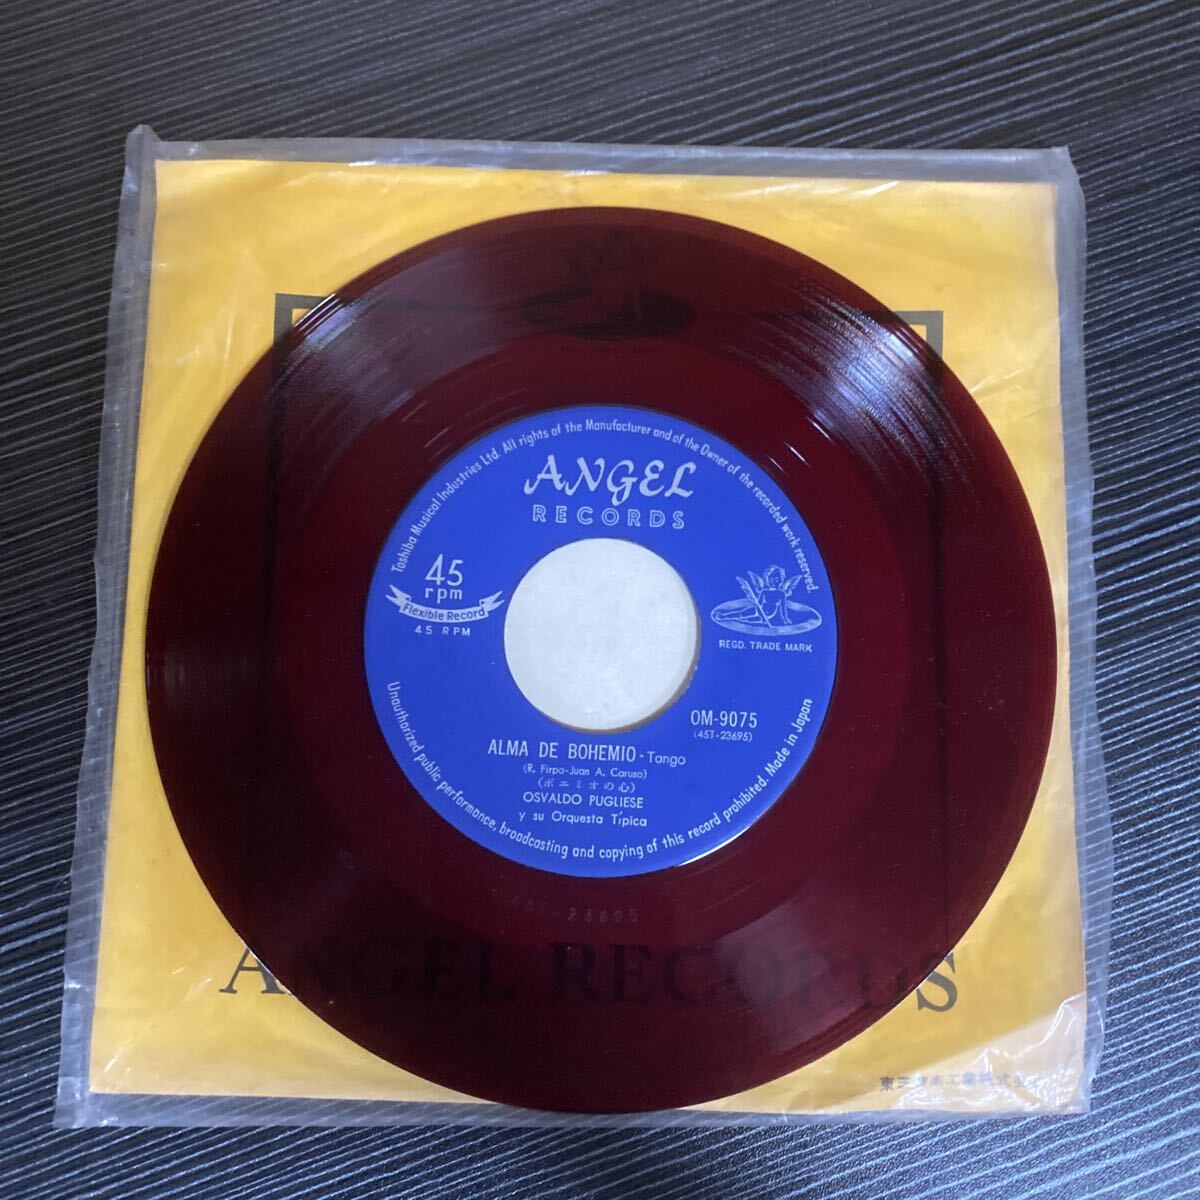 Toshiba Musical Industries Ltd. All rights of the Manufacturer and of the Owner of the recorded work reserved.
ANGEL
RECORDS
45
rpm
Flexible Record
45 RPM
REGD. TRADE MARK
OM-9075
(45T-23695)
ALMA DE BOHEMIO - Tango
(R. Firpo-Juan A. Caruso)
(ボエミオの心)
OSVALDO PUGLIESE
y su Orquesta Típica
Unauthorized public performance, broadcasting and copying of this record prohibited. Made in Japan
23695
ANGEL RECORDS